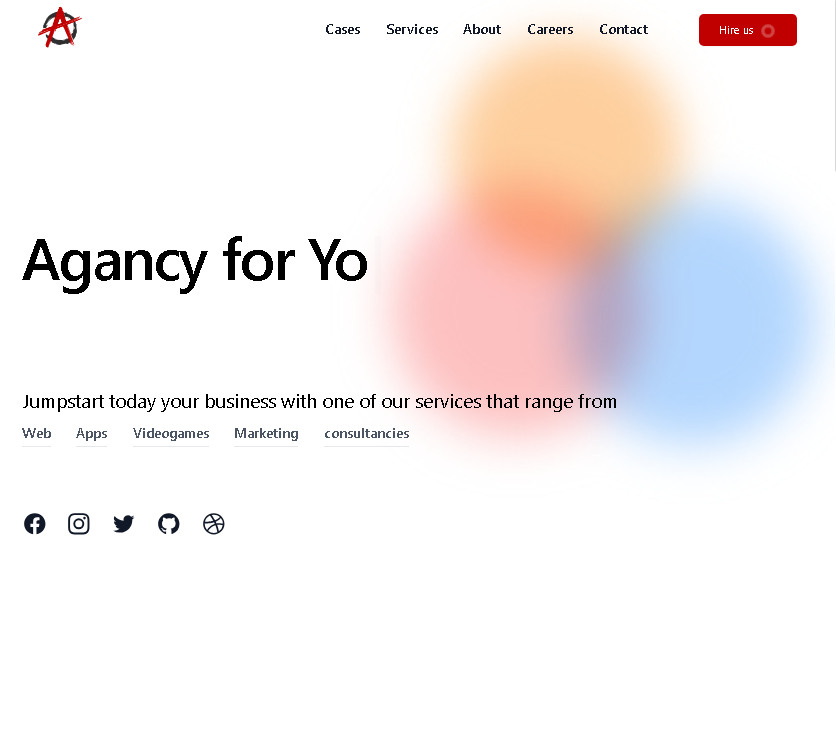 Cases Services About Careers Contact Hire us
Agancy for Yo
Jumpstart today your business with one of our services that range from
Web Apps Videogames Marketing consultancies